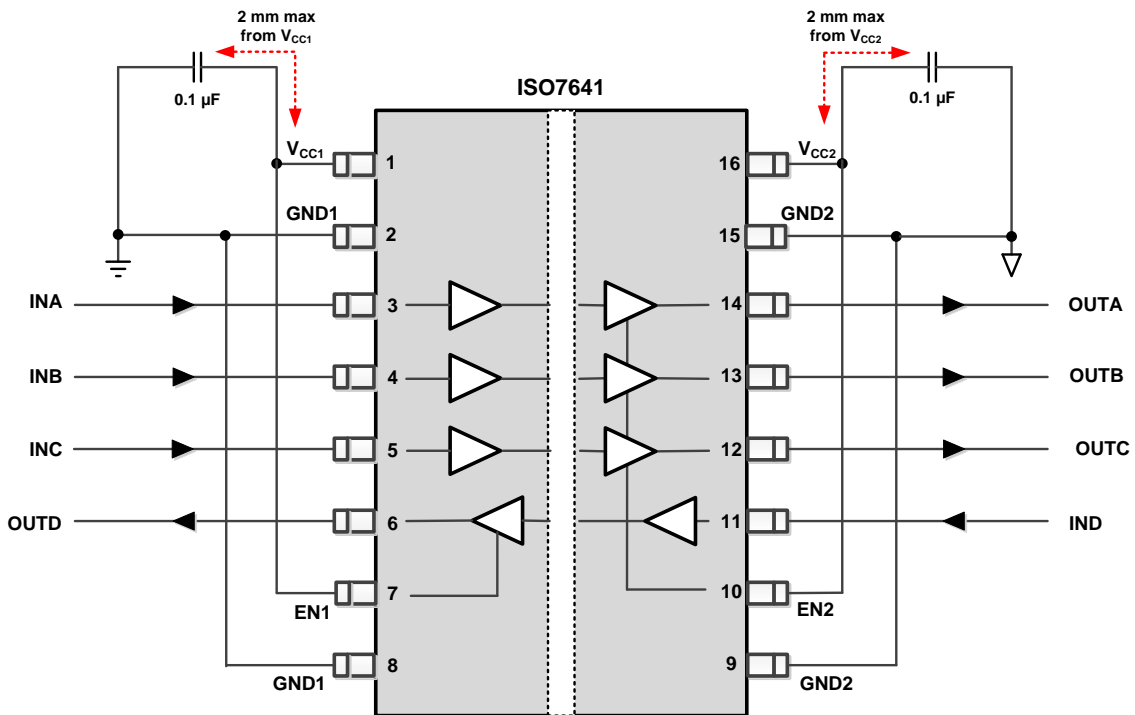 2 mm max
from VCC1
2 mm max
from VCC2
0.1 µF
0.1 µF
ISO7641
VCC1
1
16
VCC2
GND1
2
15
GND2
INA
3
14
OUTA
INB
4
13
OUTB
INC
5
12
OUTC
OUTD
6
11
IND
EN1
7
10
EN2
GND1
8
9
GND2